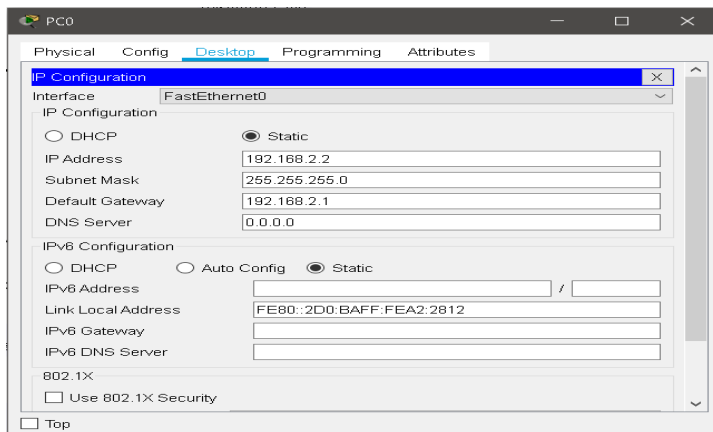 PC0
Physical Config Desktop Programming Attributes
IP Configuration
Interface FastEthernet0
IP Configuration
DHCP Static
IP Address 192.168.2.2
Subnet Mask 255.255.255.0
Default Gateway 192.168.2.1
DNS Server 0.0.0.0
IPv6 Configuration
DHCP Auto Config Static
IPv6 Address /
Link Local Address FE80::2D0:BAFF:FEA2:2812
IPv6 Gateway
IPv6 DNS Server
802.1X
Use 802.1X Security
Top